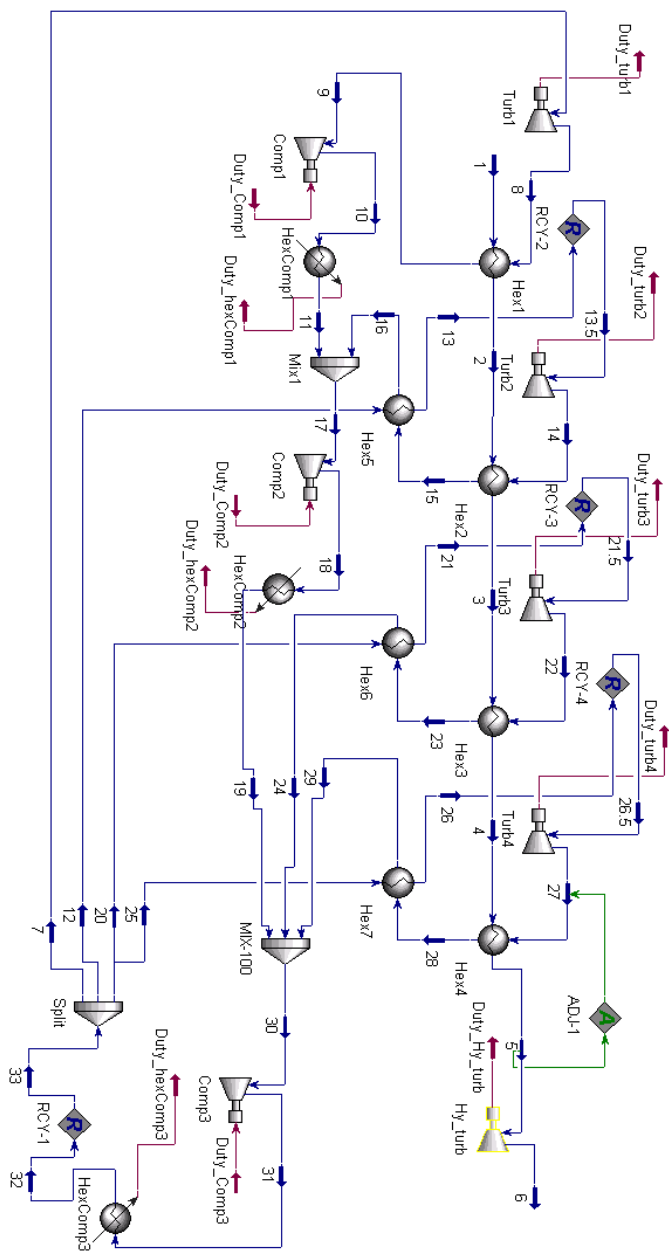 Duty_turb1
Turb1
9
Comp1
Duty_Comp1
10
HexComp1
Duty_hexComp1
11
1
8
RCY-2
R
Hex1
13.5
Duty_turb2
2
Turb2
13
16
Mix1
17
Hex5
14
15
Hex2
Comp2
Duty_Comp2
18
HexComp2
Duty_hexComp2
RCY-3
R
21
21.5
Duty_turb3
3
Turb3
22
Hex6
23
Hex3
RCY-4
R
19
24
29
26
4
Turb4
26.5
Duty_turb4
27
Hex7
28
Hex4
MIX-100
7
12
20
25
30
ADJ-1
A
5
Duty_Hy_turb
Hy_turb
6
Split
33
RCY-1
R
32
Duty_hexComp3
HexComp3
Comp3
Duty_Comp3
31